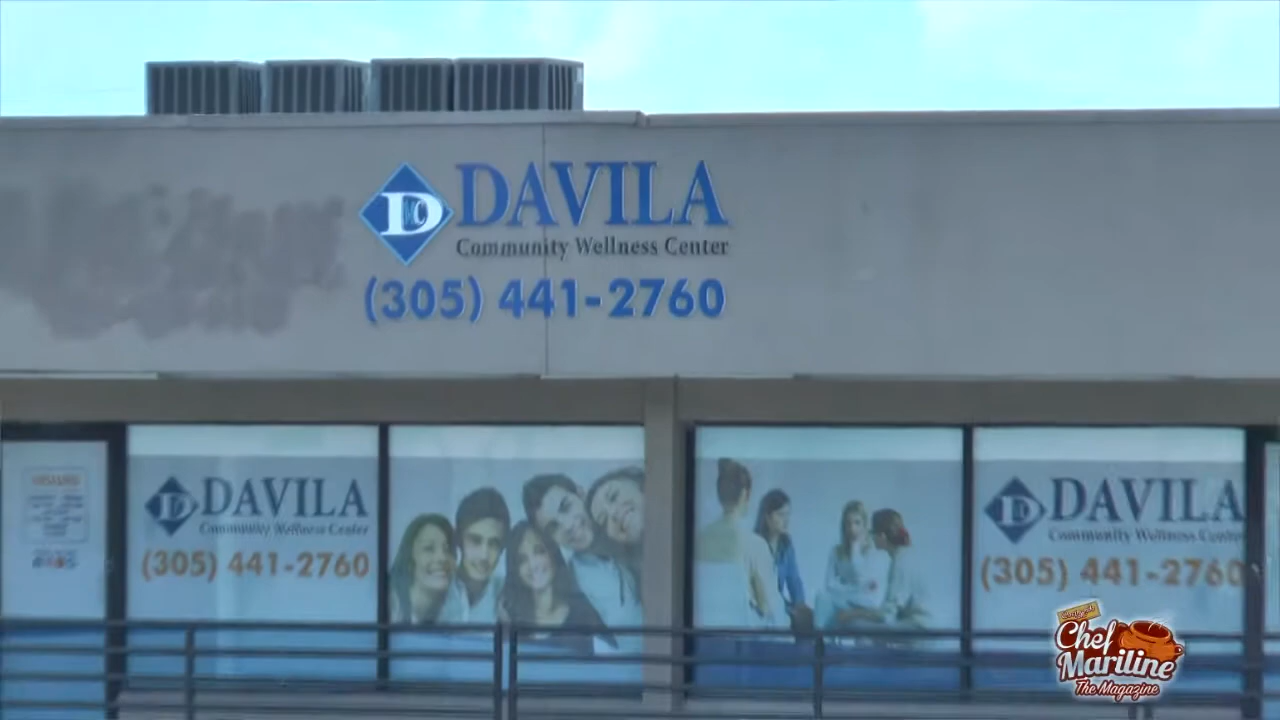 DAVILA
Community Wellness Center
(305) 441-2760
DAVILA
Community Wellness Center
(305) 441-2760
DAVILA
Community Wellness Center
(305) 441-2760
Chef
Mariline
The Magazine